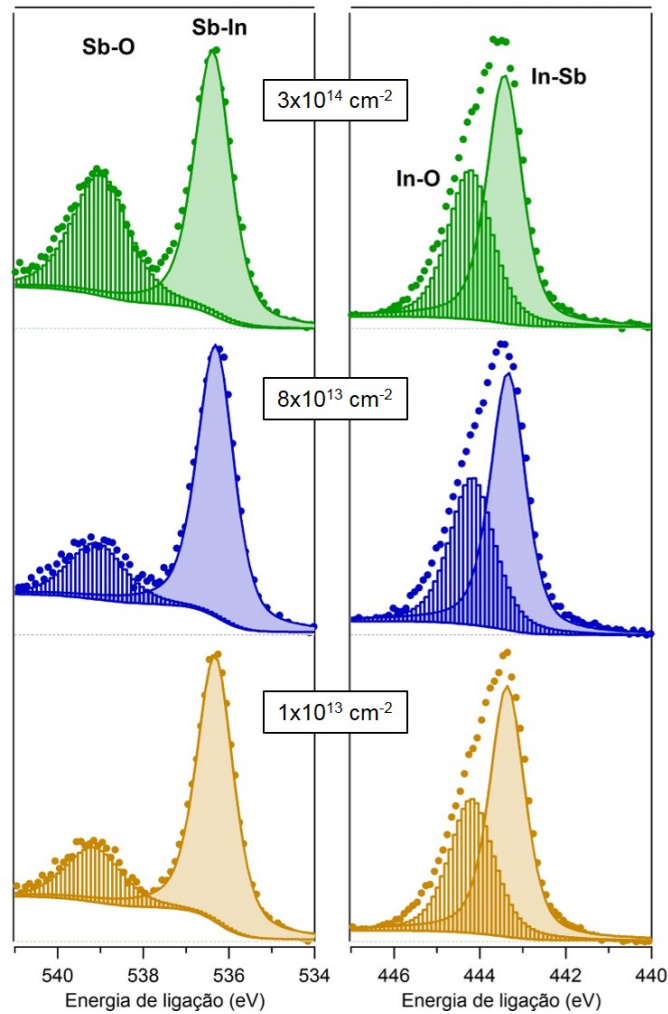 Sb-O
Sb-In
3x10¹⁴ cm⁻²
In-Sb
In-O
8x10¹³ cm⁻²
1x10¹³ cm⁻²
540 538 536 534
446 444 442 440
Energia de ligação (eV)
Energia de ligação (eV)